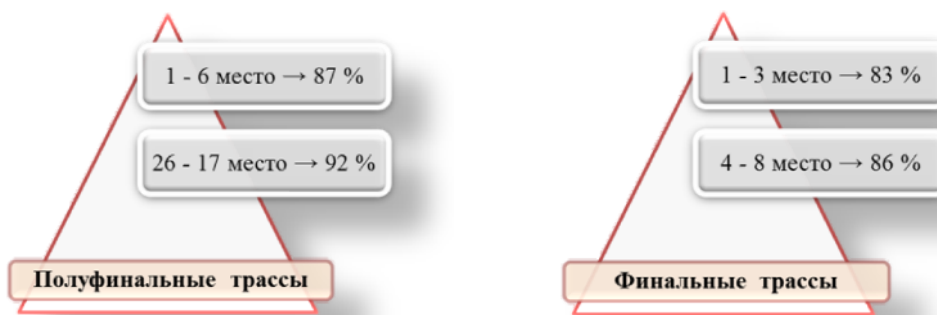 1 - 6 место → 87 %
26 - 17 место → 92 %
Полуфинальные трассы
1 - 3 место → 83 %
4 - 8 место → 86 %
Финальные трассы